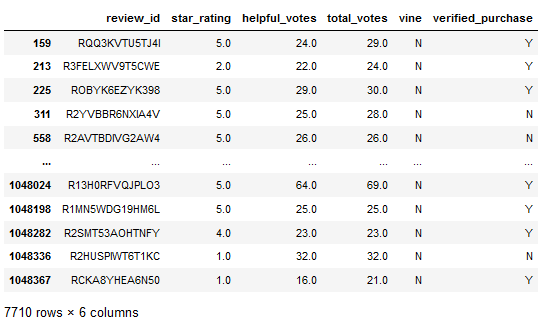 review_id star_rating helpful_votes total_votes vine verified_purchase
159 RQQ3KVTU5TJ4I 5.0 24.0 29.0 N Y
213 R3FELXWV9T5CWE 2.0 22.0 24.0 N Y
225 ROBYK6EZYK398 5.0 29.0 30.0 N Y
311 R2YVBBR6NXIA4V 5.0 25.0 28.0 N N
558 R2AVTBDIVG2AW4 5.0 26.0 26.0 N N
... ... ... ... ... ... ...
1048024 R13H0RFVQJPLO3 5.0 64.0 69.0 N Y
1048198 R1MN5WDG19HM6L 5.0 25.0 25.0 N Y
1048282 R2SMT53AOHTNFY 4.0 23.0 23.0 N Y
1048336 R2HUSPIWT6T1KC 1.0 32.0 32.0 N N
1048367 RCKA8YHEA6N50 1.0 16.0 21.0 N Y
7710 rows × 6 columns